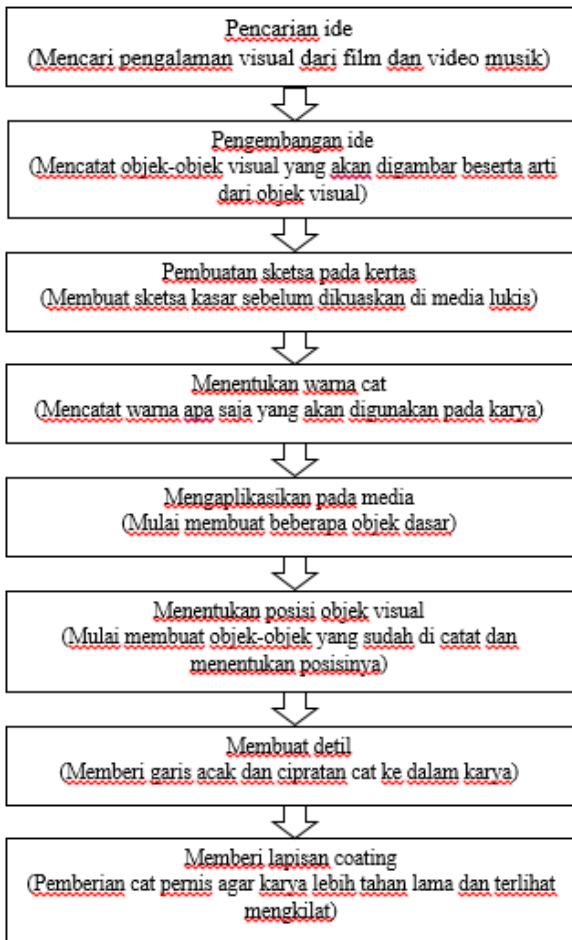 Pencarian ide
(Mencari pengalaman visual dari film dan video musik)
Pengembangan ide
(Mencatat objek-objek visual yang akan digambar beserta arti
dari objek visual)
Pembuatan sketsa pada kertas
(Membuat sketsa kasar sebelum dikuaskan di media lukis)
Menentukan warna cat
(Mencatat warna apa saja yang akan digunakan pada karya)
Mengaplikasikan pada media
(Mulai membuat beberapa objek dasar)
Menentukan posisi objek visual
(Mulai membuat objek-objek yang sudah di catat dan
menentukan posisinya)
Membuat detil
(Memberi garis acak dan cipratan cat ke dalam karya)
Memberi lapisan coating
(Pemberian cat pernis agar karya lebih tahan lama dan terlihat
mengkilat)